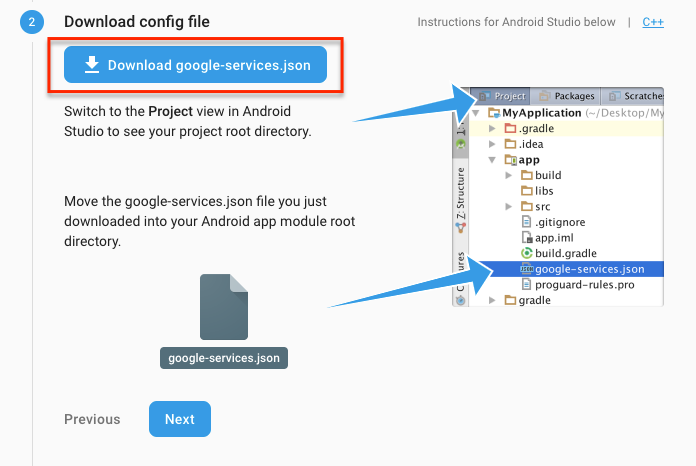 2
Download config file
Instructions for Android Studio below | C++
Download google-services.json
Switch to the Project view in Android
Studio to see your project root directory.
Move the google-services.json file you just
downloaded into your Android app module root
directory.
google-services.json
Project
Packages
Scratches
MyApplication (~/Desktop/My
.gradle
.idea
app
build
libs
src
.gitignore
app.iml
build.gradle
google-services.json
proguard-rules.pro
gradle
Z: Structure
Previous
Next